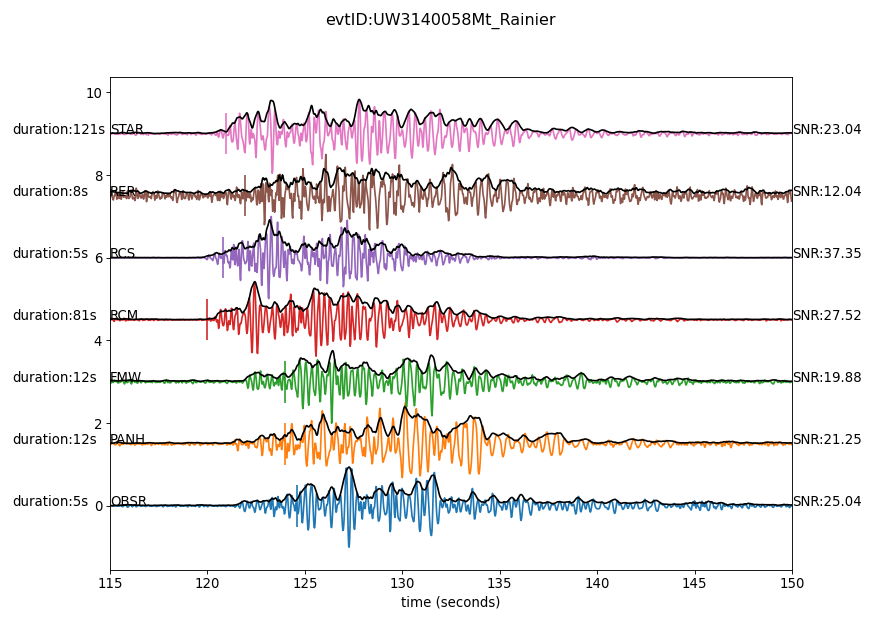 evtID:UW3140058Mt_Rainier
10
duration:121s STAR SNR:23.04
8
duration:8s RER SNR:12.04
duration:5s RCS SNR:37.35
6
duration:81s RCM SNR:27.52
4
duration:12s FMW SNR:19.88
2
duration:12s PANH SNR:21.25
duration:5s OBSR SNR:25.04
0
115 120 125 130 135 140 145 150
time (seconds)